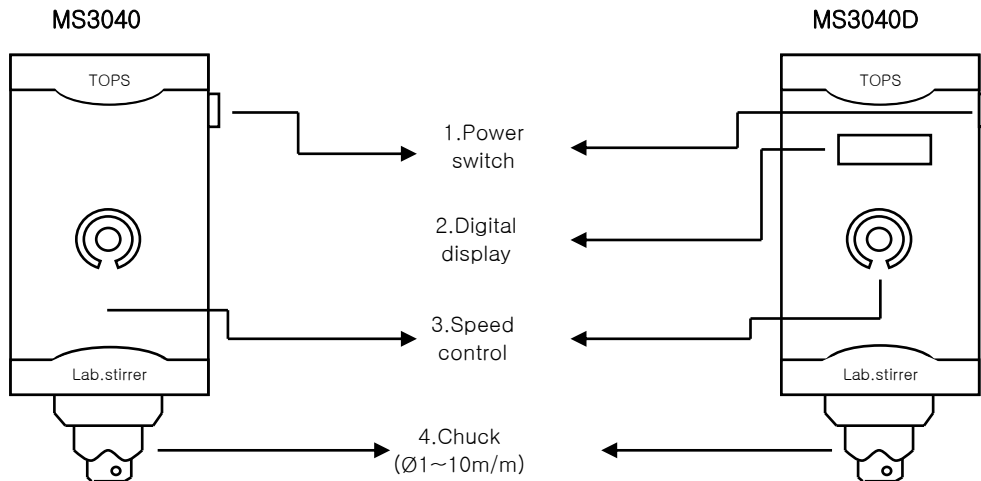 MS3040
MS3040D
TOPS
TOPS
1.Power
switch
2.Digital
display
3.Speed
control
Lab.stirrer
Lab.stirrer
4.Chuck
(Ø1~10m/m)